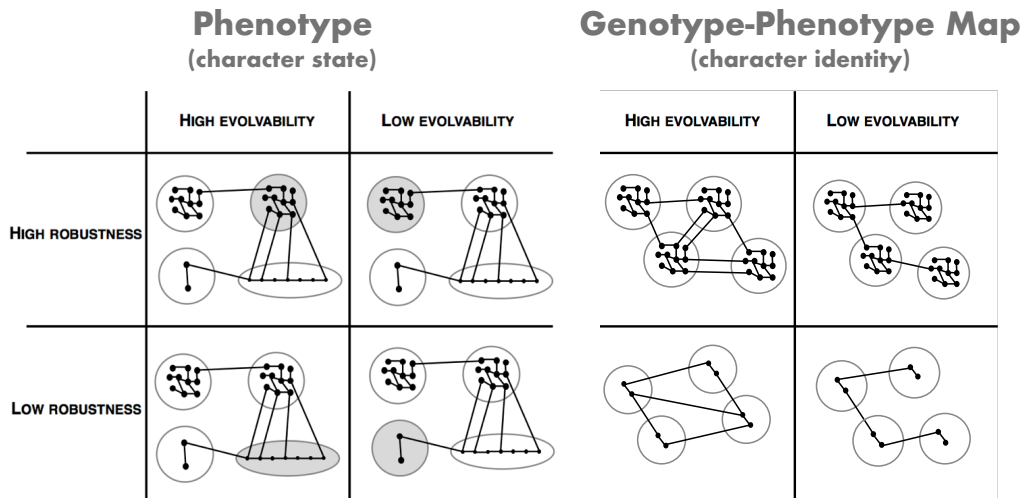 Phenotype
(character state)
Genotype-Phenotype Map
(character identity)
HIGH EVOLVABILITY
LOW EVOLVABILITY
HIGH EVOLVABILITY
LOW EVOLVABILITY
HIGH ROBUSTNESS
LOW ROBUSTNESS